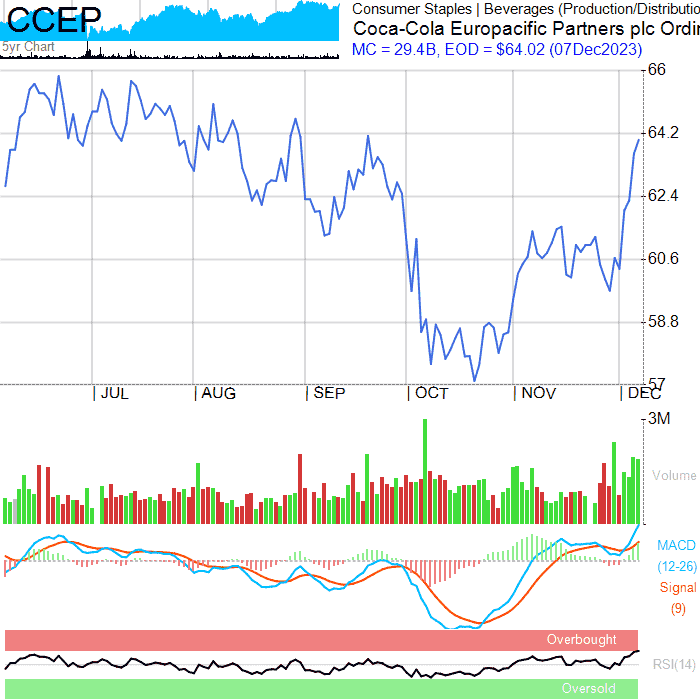 CCEP
5yr Chart
Consumer Staples | Beverages (Production/Distributio
Coca-Cola Europacific Partners plc Ordin
MC = 29.4B, EOD = $64.02 (07Dec2023)
66
64.2
62.4
60.6
58.8
57
| JUL | AUG | SEP | OCT | NOV | DEC
3M
Volume
MACD
(12-26)
Signal
(9)
Overbought
RSI(14)
Oversold